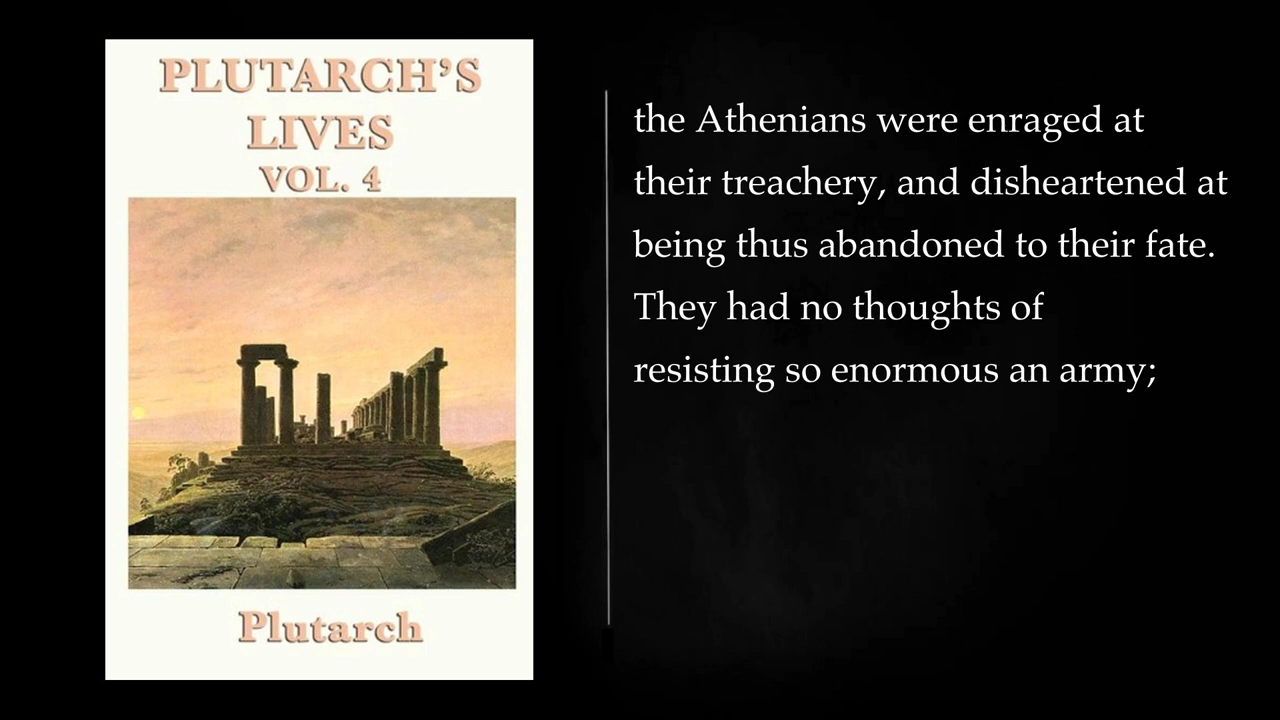 PLUTARCH'S
LIVES
VOL. 4
Plutarch
the Athenians were enraged at
their treachery, and disheartened at
being thus abandoned to their fate.
They had no thoughts of
resisting so enormous an army;